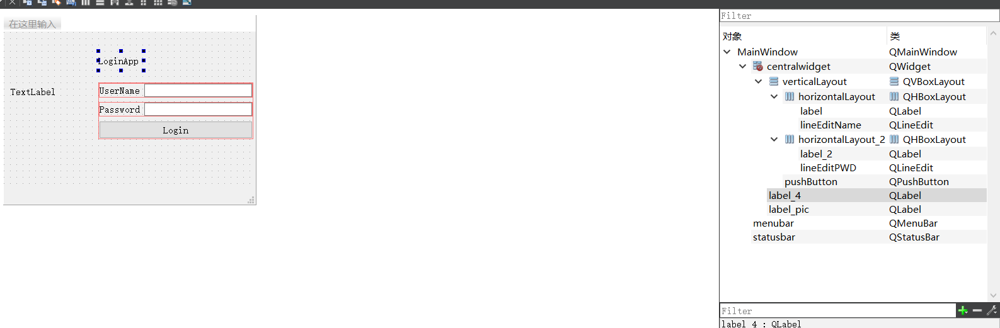 在这里输入
LoginApp
TextLabel
UserName
Password
Login
Filter
对象 类
MainWindow QMainWindow
centralwidget QWidget
verticalLayout QVBoxLayout
horizontalLayout QHBoxLayout
label QLabel
lineEditName QLineEdit
horizontalLayout_2 QHBoxLayout
label_2 QLabel
lineEditPWD QLineEdit
pushButton QPushButton
label_4 QLabel
label_pic QLabel
menubar QMenuBar
statusbar QStatusBar
Filter
label_4 : QLabel